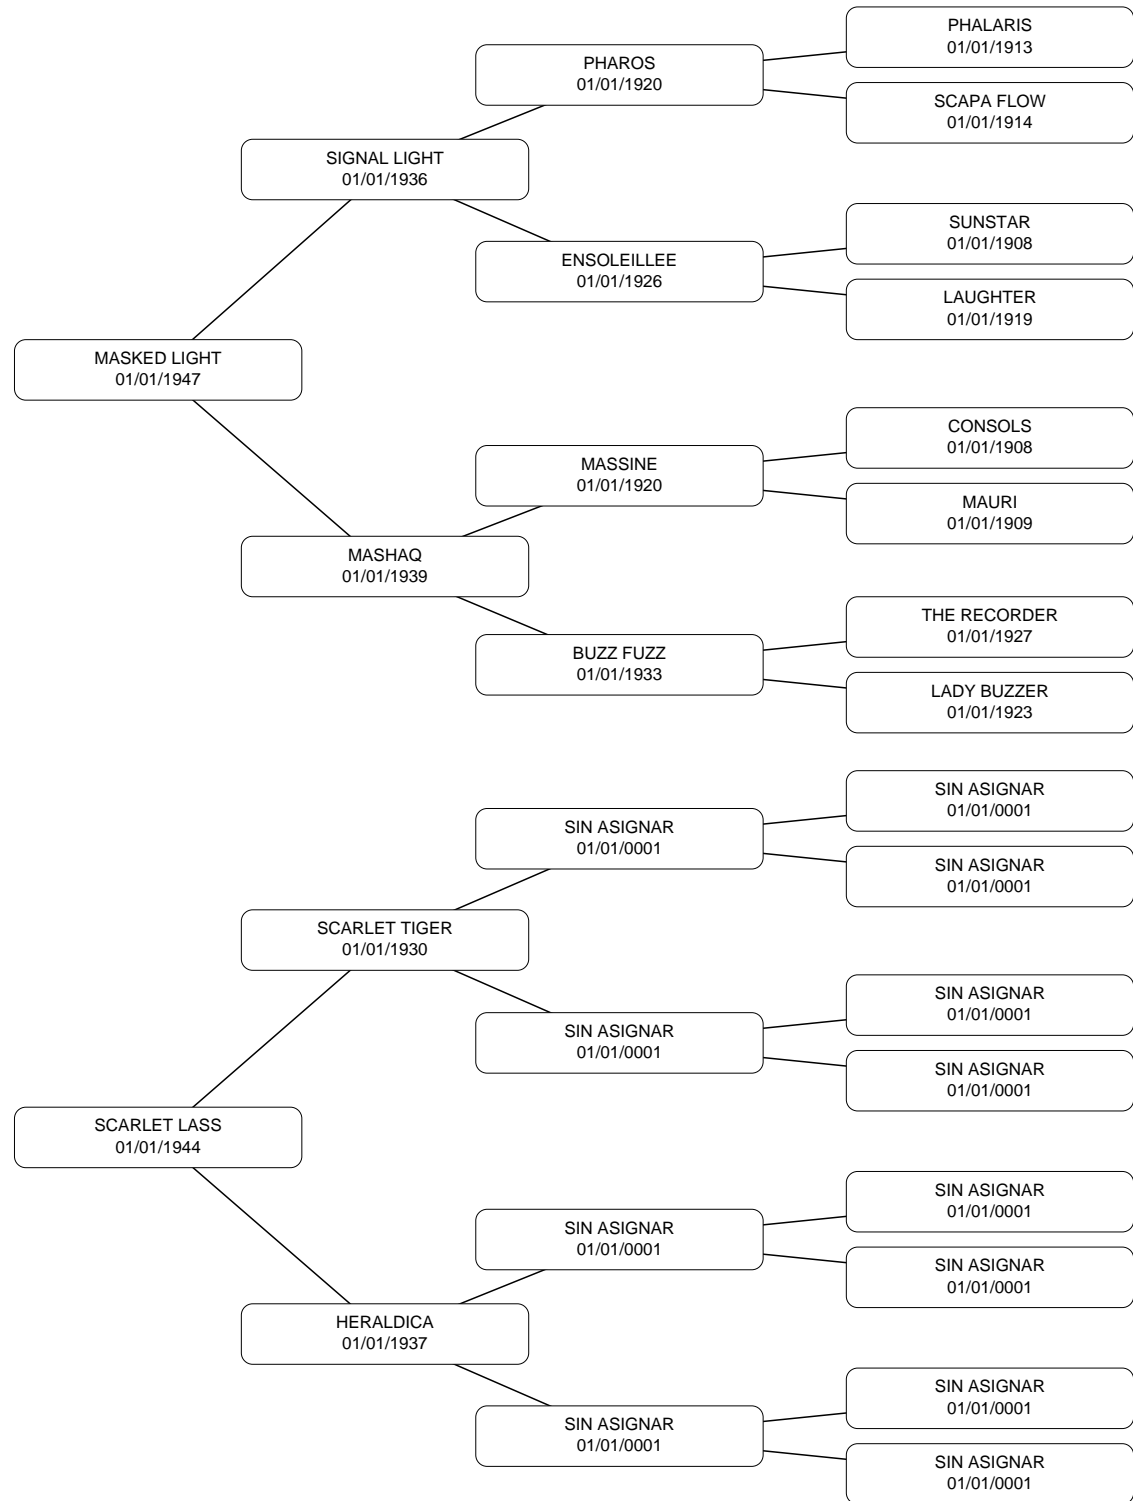 PHALARIS
01/01/1913
PHAROS
01/01/1920
SCAPA FLOW
01/01/1914
SIGNAL LIGHT
01/01/1936
SUNSTAR
01/01/1908
ENSOLEILLEE
01/01/1926
LAUGHTER
01/01/1919
MASKED LIGHT
01/01/1947
CONSOLS
01/01/1908
MASSINE
01/01/1920
MAURI
01/01/1909
MASHAQ
01/01/1939
THE RECORDER
01/01/1927
BUZZ FUZZ
01/01/1933
LADY BUZZER
01/01/1923
SIN ASIGNAR
01/01/0001
SIN ASIGNAR
01/01/0001
SIN ASIGNAR
01/01/0001
SCARLET TIGER
01/01/1930
SIN ASIGNAR
01/01/0001
SIN ASIGNAR
01/01/0001
SIN ASIGNAR
01/01/0001
SCARLET LASS
01/01/1944
SIN ASIGNAR
01/01/0001
SIN ASIGNAR
01/01/0001
SIN ASIGNAR
01/01/0001
HERALDICA
01/01/1937
SIN ASIGNAR
01/01/0001
SIN ASIGNAR
01/01/0001
SIN ASIGNAR
01/01/0001